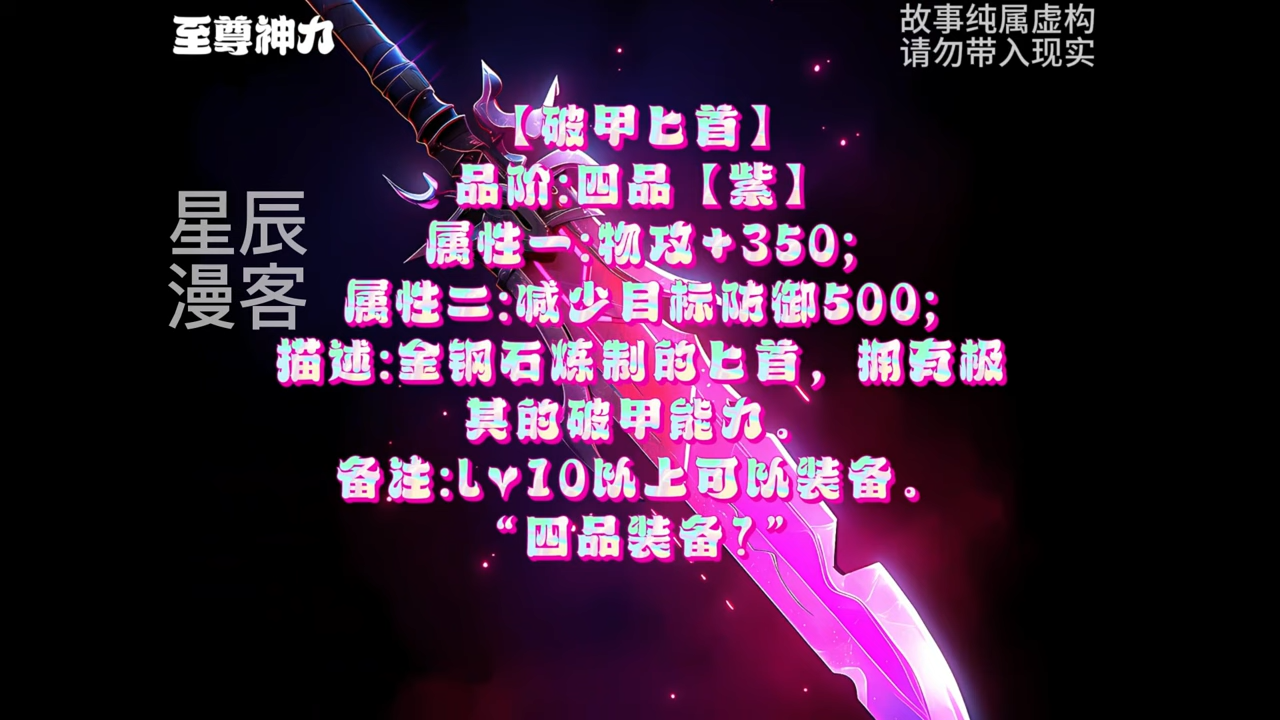 至尊神力
故事纯属虚构
请勿带入现实
星辰
漫客
【破甲匕首】
品阶:四品【紫】
属性一:物攻+350;
属性二:减少目标防御500;
描述:金钢石炼制的匕首，拥有极
其的破甲能力。
备注:Lv10以上可以装备。
“四品装备？”